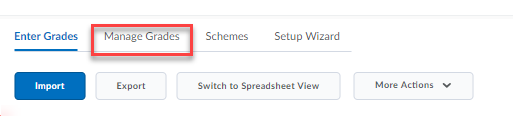 Enter Grades Manage Grades Schemes Setup Wizard
Import Export Switch to Spreadsheet View More Actions